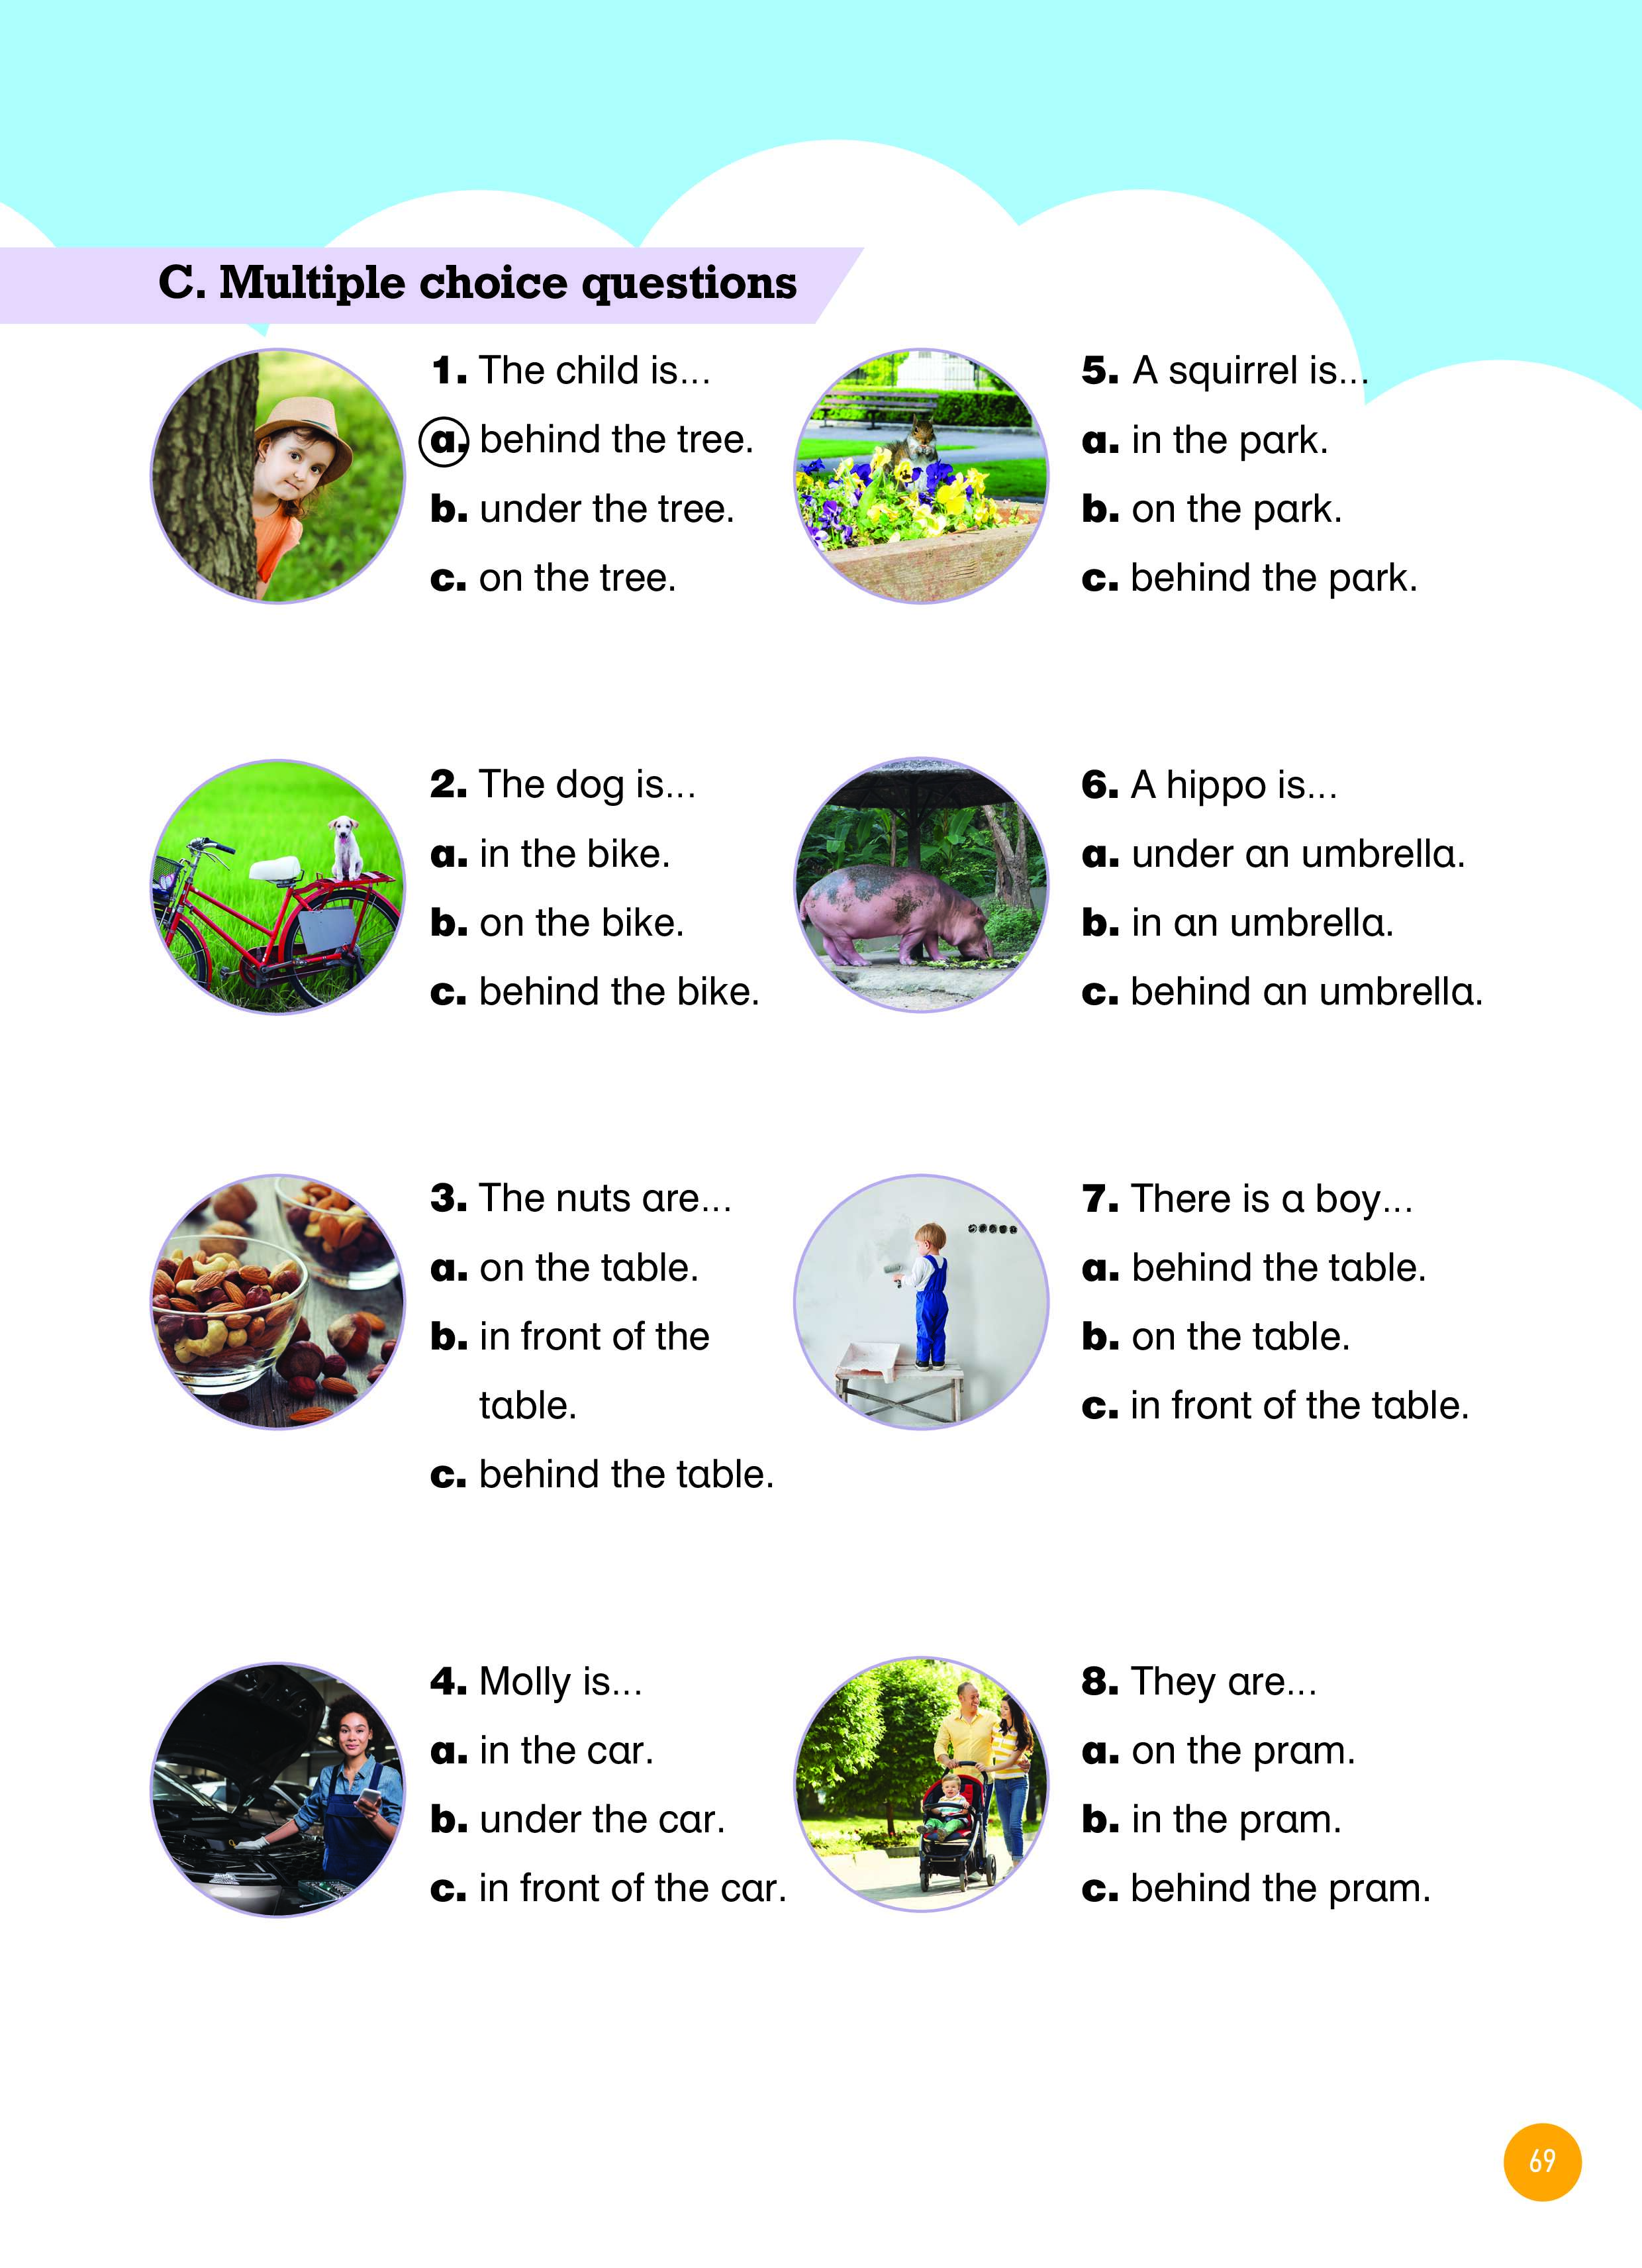 C. Multiple choice questions
1. The child is...
a. behind the tree.
b. under the tree.
c. on the tree.
2. The dog is...
a. in the bike.
b. on the bike.
c. behind the bike.
3. The nuts are...
a. on the table.
b. in front of the
table.
c. behind the table.
4. Molly is...
a. in the car.
b. under the car.
c. in front of the car.
5. A squirrel is...
a. in the park.
b. on the park.
c. behind the park.
6. A hippo is...
a. under an umbrella.
b. in an umbrella.
c. behind an umbrella.
7. There is a boy...
a. behind the table.
b. on the table.
c. in front of the table.
8. They are...
a. on the pram.
b. in the pram.
c. behind the pram.
69